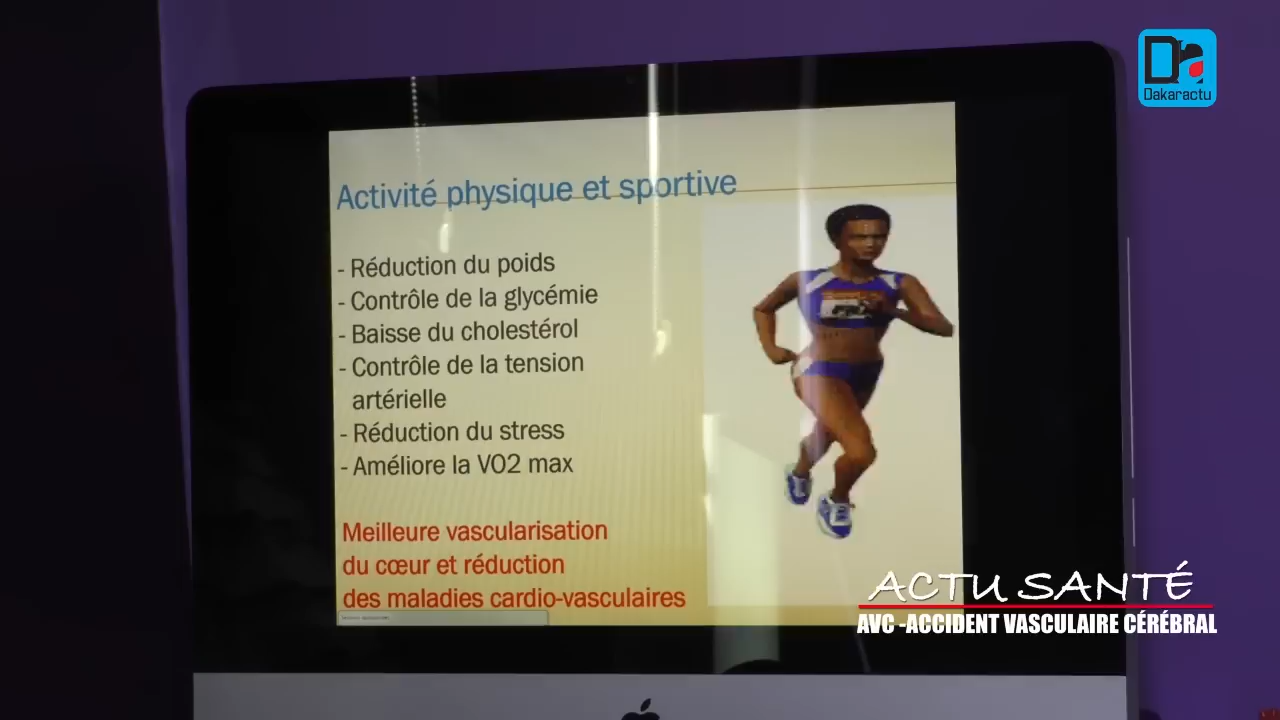 Da
Dakaractu
Activité physique et sportive
- Réduction du poids
- Contrôle de la glycémie
- Baisse du cholestérol
- Contrôle de la tension
artérielle
- Réduction du stress
- Améliore la VO2 max
Meilleure vascularisation
du cœur et réduction
des maladies cardio-vasculaires
ACTU SANTÉ
AVC -ACCIDENT VASCULAIRE CÉRÉBRAL